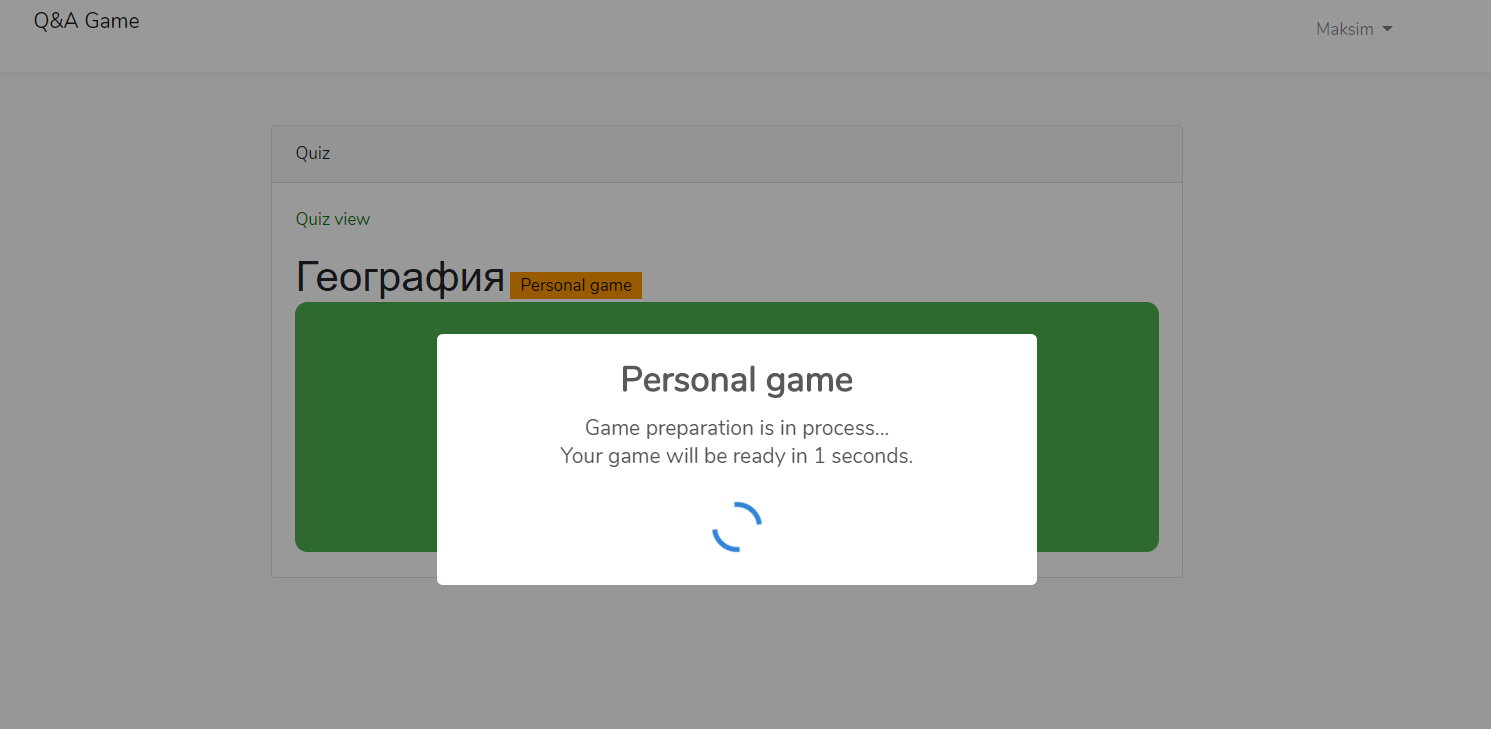 Q&A Game
Maksim
Quiz
Quiz view
География Personal game
Personal game
Game preparation is in process...
Your game will be ready in 1 seconds.